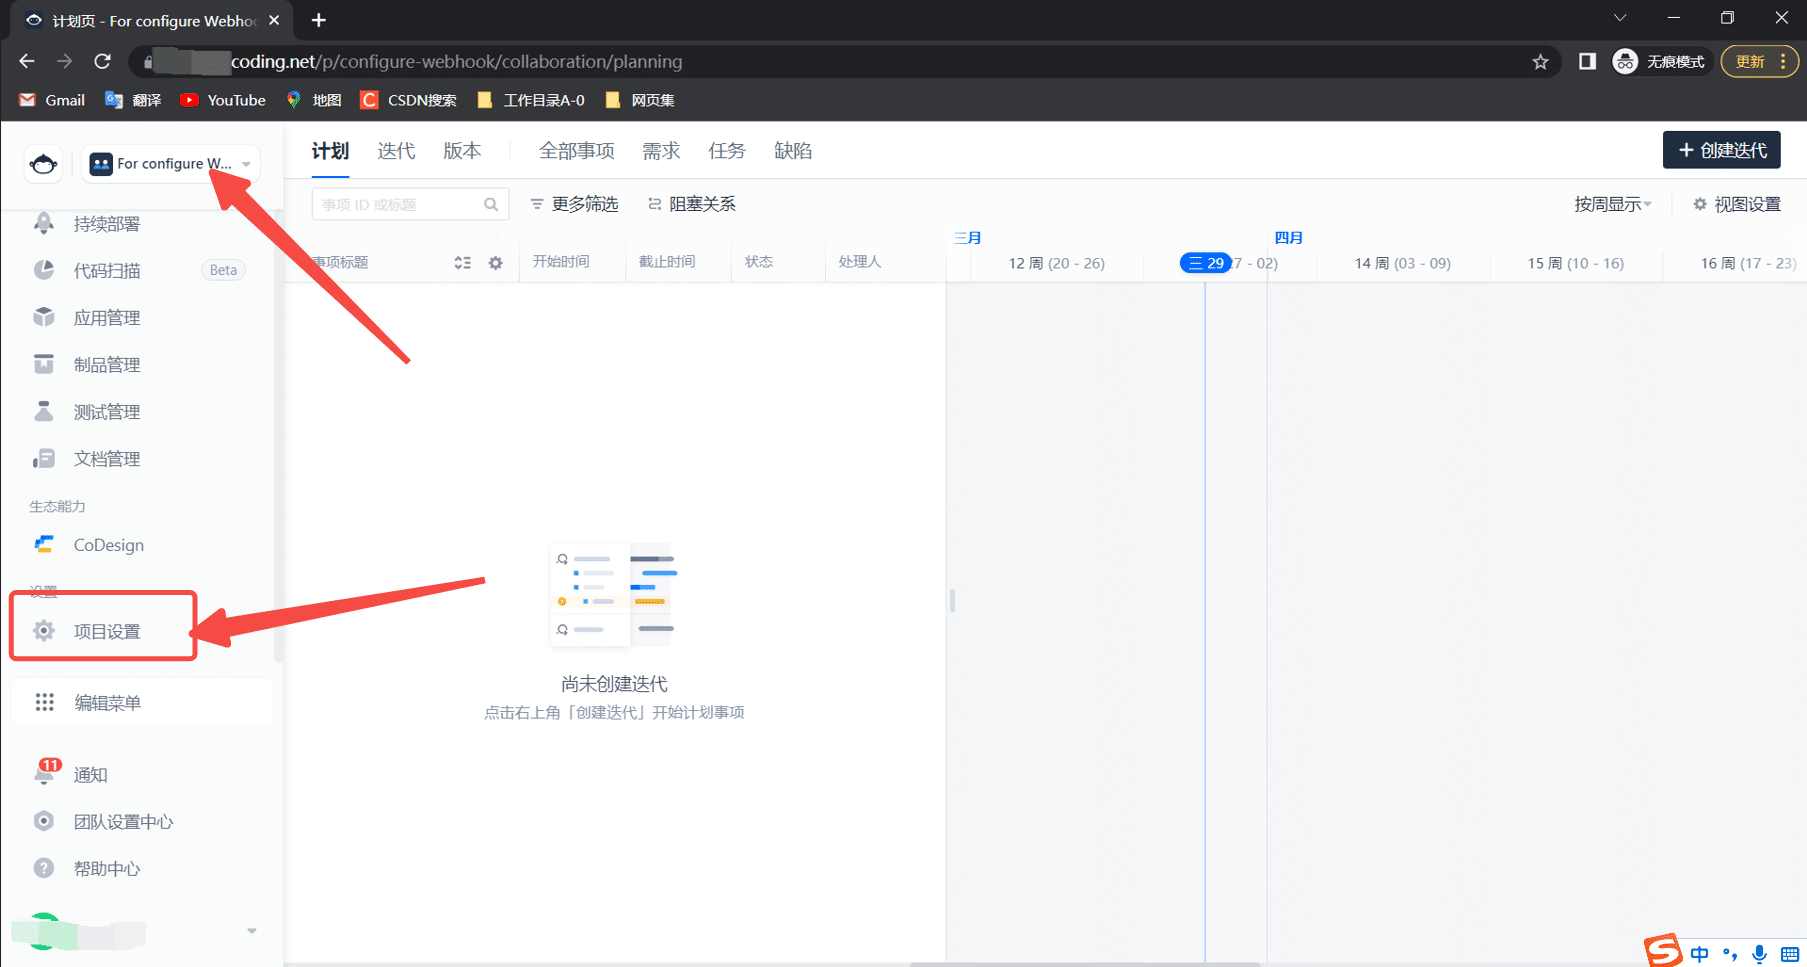 计划页 - For configure Webhoo
coding.net/p/configure-webhook/collaboration/planning
无痕模式
更新
Gmail
翻译
YouTube
地图
CSDN搜索
工作目录A-0
网页集
For configure W...
计划
迭代
版本
全部事项
需求
任务
缺陷
创建迭代
事项 ID 或标题
更多筛选
阻塞关系
按周显示
视图设置
三月
四月
事项标题
开始时间
截止时间
状态
处理人
12 周 (20 - 26)
三 29
7 - 02)
14 周 (03 - 09)
15 周 (10 - 16)
16 周 (17 - 23)
持续部署
代码扫描
Beta
应用管理
制品管理
测试管理
文档管理
生态能力
CoDesign
设置
项目设置
编辑菜单
11
通知
团队设置中心
帮助中心
尚未创建迭代
点击右上角「创建迭代」开始计划事项
中